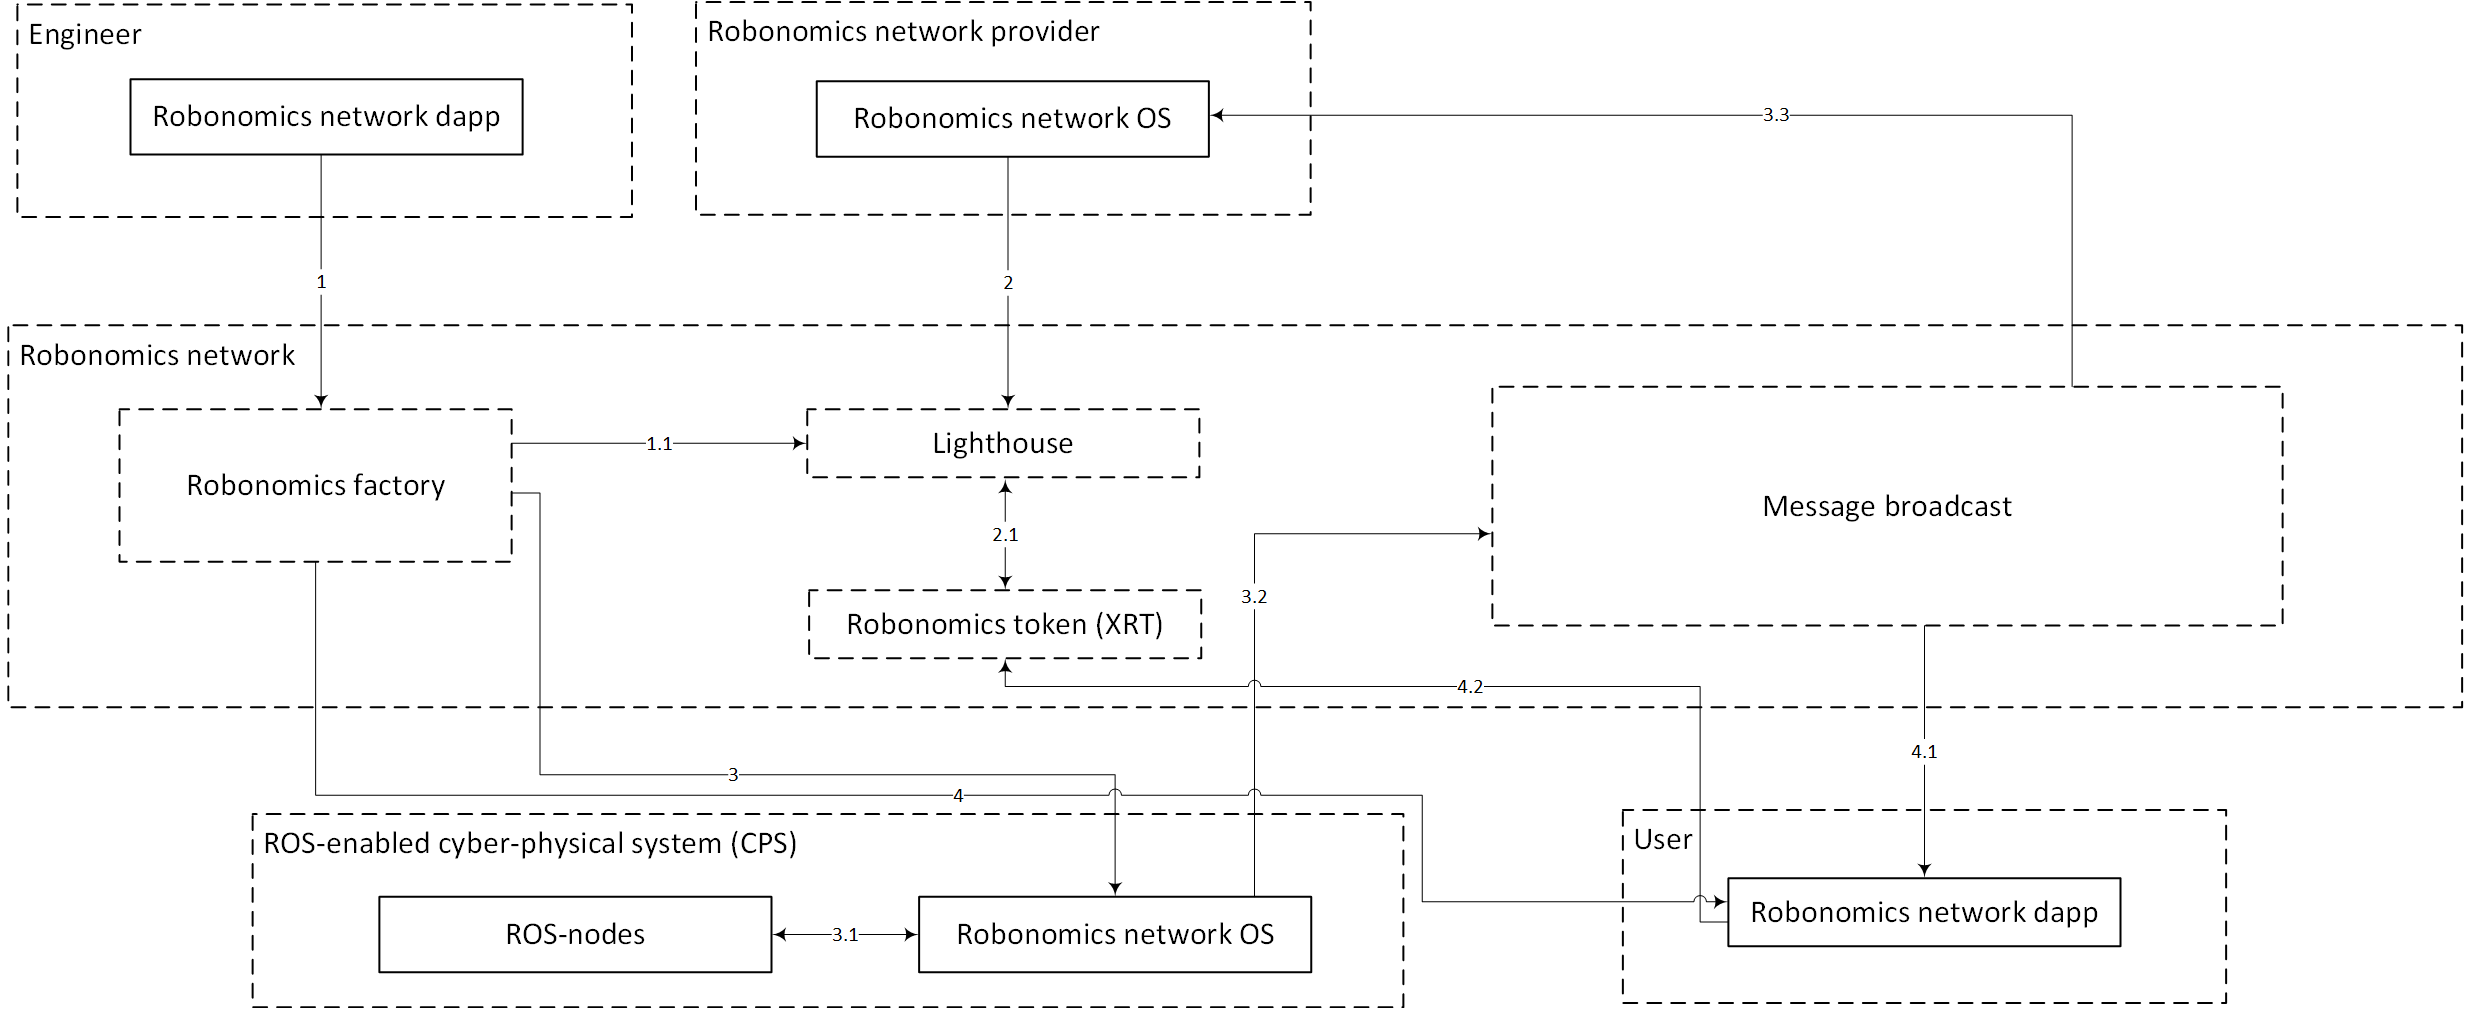 Engineer
Robonomics network dapp
Robonomics network provider
Robonomics network OS
3.3
1
2
Robonomics network
Robonomics factory
1.1
Lighthouse
2.1
Robonomics token (XRT)
Message broadcast
3.2
4.2
4.1
3
4
ROS-enabled cyber-physical system (CPS)
ROS-nodes
3.1
Robonomics network OS
User
Robonomics network dapp